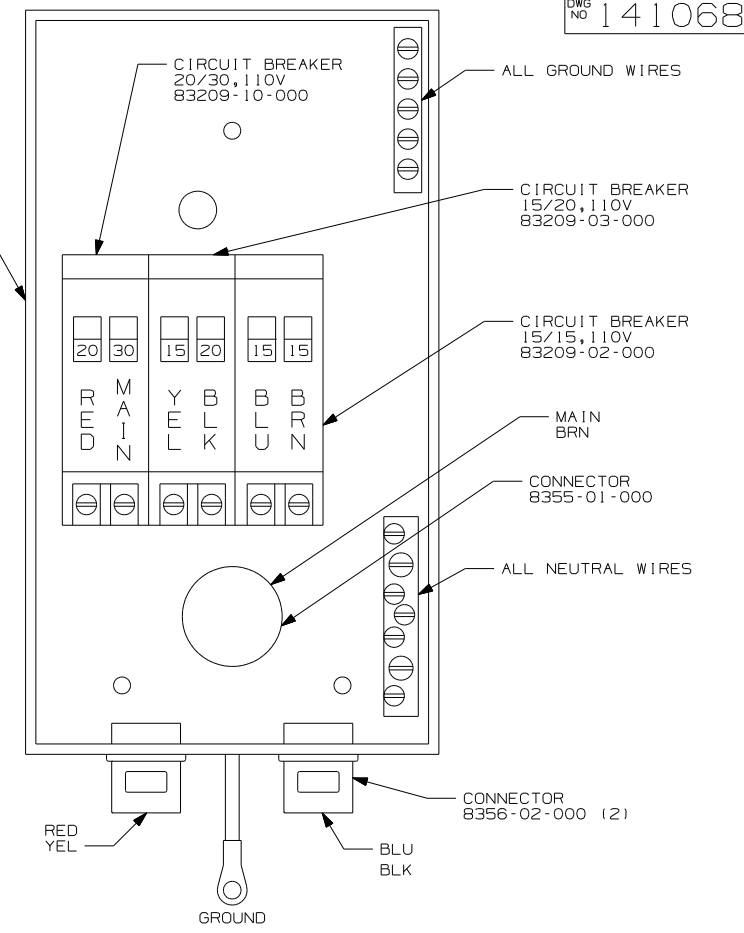 DWG
NO 141068
CIRCUIT BREAKER
20/30,110V
83209-10-000
ALL GROUND WIRES
CIRCUIT BREAKER
15/20,110V
83209-03-000
CIRCUIT BREAKER
15/15,110V
83209-02-000
20 30 15 20 15 15
RED
MAIN
YEL
BLK
BLU
BRN
MAIN
BRN
CONNECTOR
8355-01-000
ALL NEUTRAL WIRES
CONNECTOR
8356-02-000 (2)
RED
YEL
BLU
BLK
GROUND